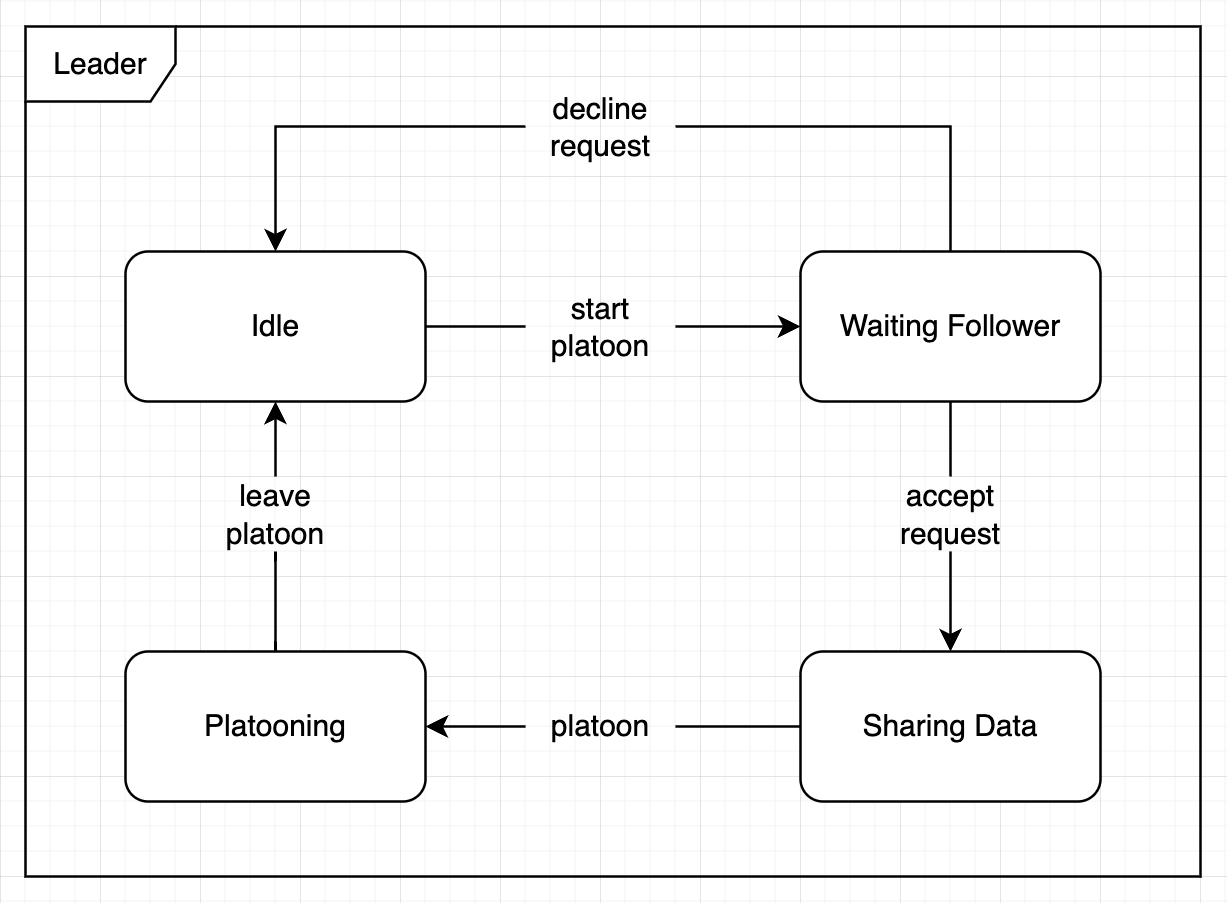 Leader
decline
request
Idle
start
platoon
Waiting Follower
leave
platoon
accept
request
Platooning
platoon
Sharing Data